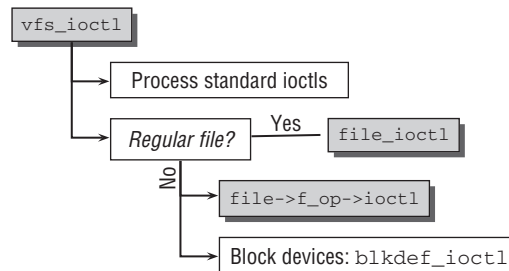 vfs_ioctl
Process standard ioctls
Regular file?
Yes
file_ioctl
No
file->f_op->ioctl
Block devices: blkdef_ioctl